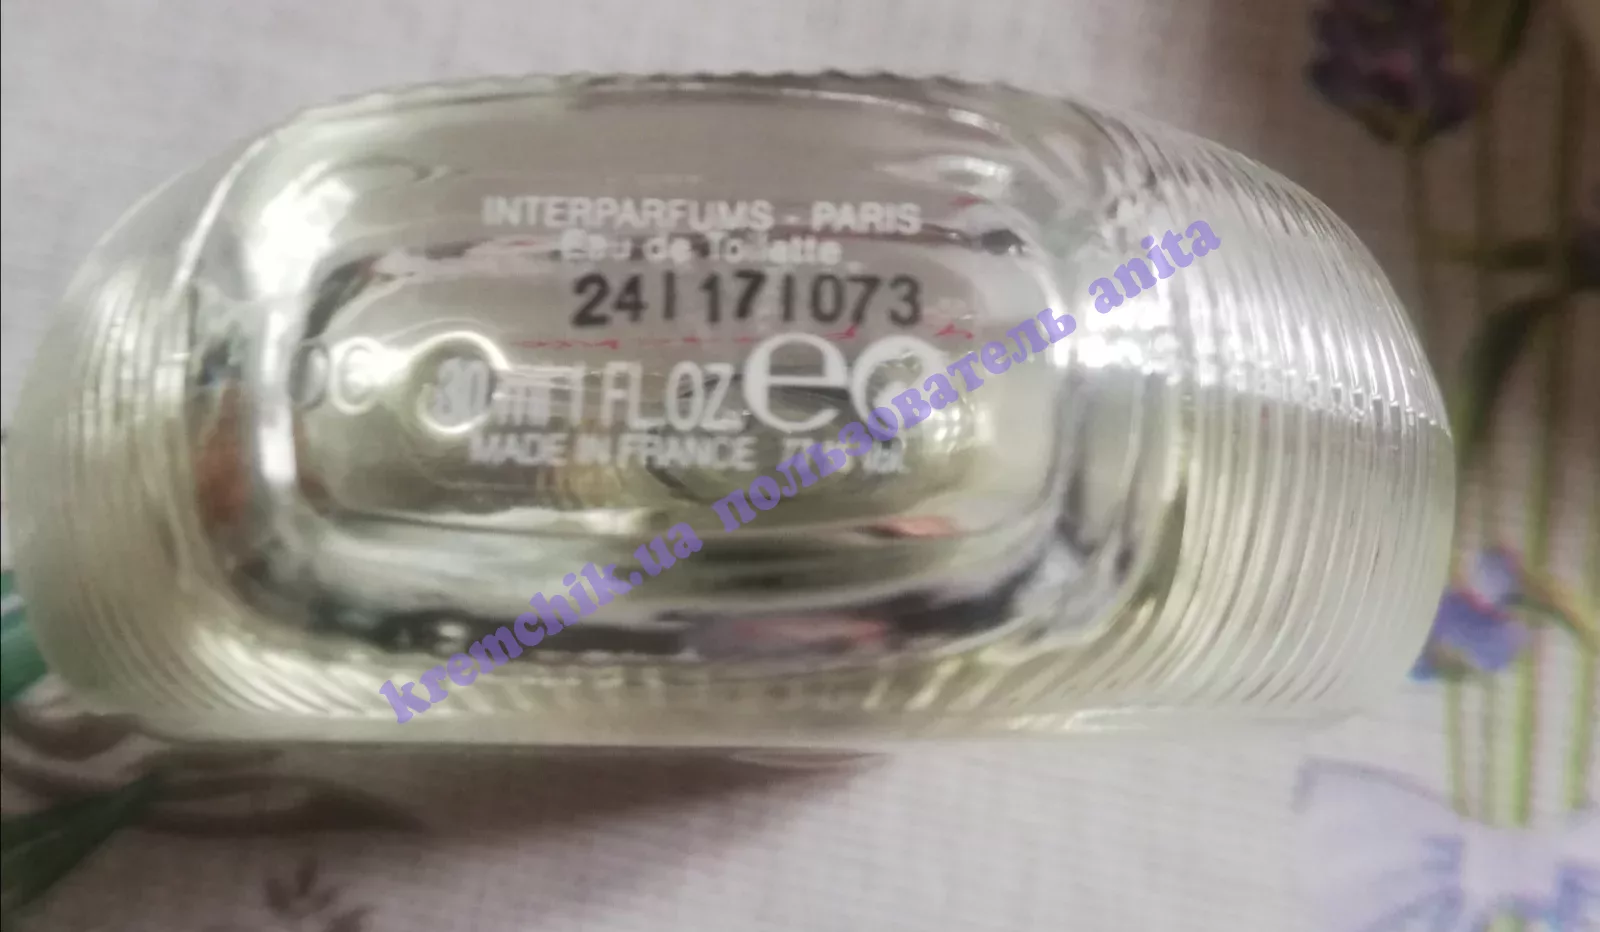 INTERPARFUMS - PARIS
Eau de Toilette
24 | 17 | 073
30 ml 1 FL.OZ. e
MADE IN FRANCE vol.
kremchik.ua пользователь anita